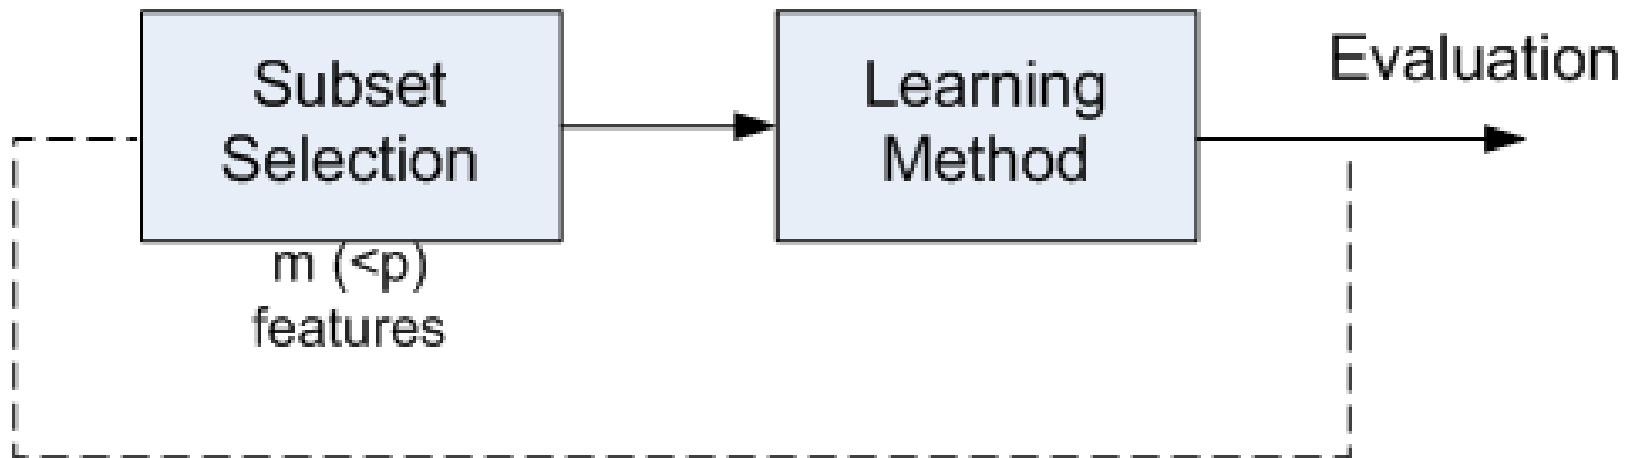 Subset
Selection
m (<p)
features
Learning
Method
Evaluation